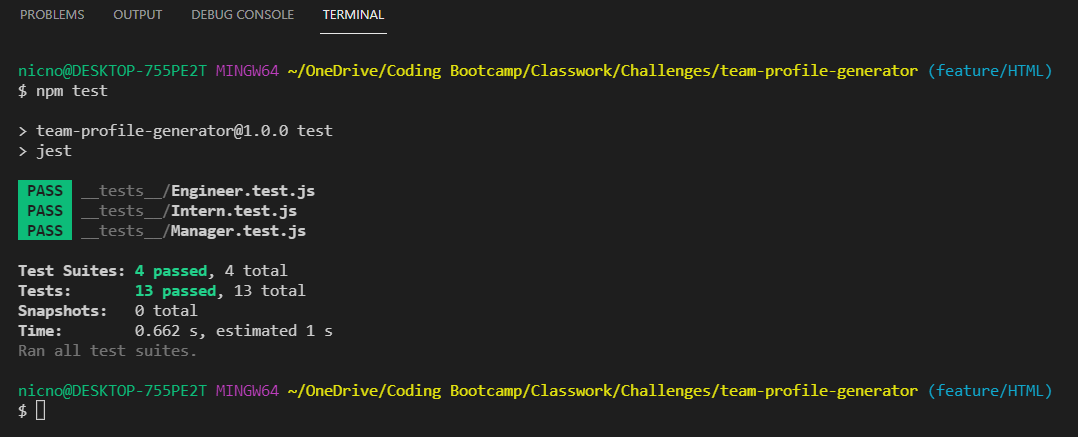 PROBLEMS OUTPUT DEBUG CONSOLE TERMINAL
nicno@DESKTOP-755PE2T MINGW64 ~/OneDrive/Coding Bootcamp/Classwork/Challenges/team-profile-generator (feature/HTML)
$ npm test
> team-profile-generator@1.0.0 test
> jest
PASS __tests__/Engineer.test.js
PASS __tests__/Intern.test.js
PASS __tests__/Manager.test.js
Test Suites: 4 passed, 4 total
Tests: 13 passed, 13 total
Snapshots: 0 total
Time: 0.662 s, estimated 1 s
Ran all test suites.
nicno@DESKTOP-755PE2T MINGW64 ~/OneDrive/Coding Bootcamp/Classwork/Challenges/team-profile-generator (feature/HTML)
$